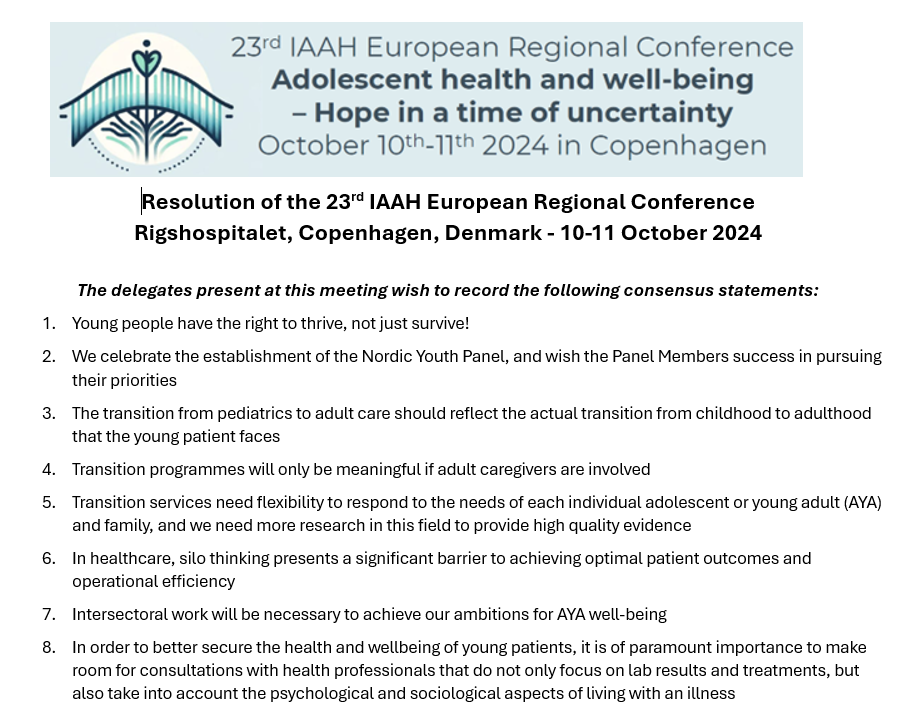 23rd IAAH European Regional Conference
Adolescent health and well-being
– Hope in a time of uncertainty
October 10th-11th 2024 in Copenhagen
Resolution of the 23rd IAAH European Regional Conference
Rigshospitalet, Copenhagen, Denmark - 10-11 October 2024
The delegates present at this meeting wish to record the following consensus statements:
1. Young people have the right to thrive, not just survive!
2. We celebrate the establishment of the Nordic Youth Panel, and wish the Panel Members success in pursuing
their priorities
3. The transition from pediatrics to adult care should reflect the actual transition from childhood to adulthood
that the young patient faces
4. Transition programmes will only be meaningful if adult caregivers are involved
5. Transition services need flexibility to respond to the needs of each individual adolescent or young adult (AYA)
and family, and we need more research in this field to provide high quality evidence
6. In healthcare, silo thinking presents a significant barrier to achieving optimal patient outcomes and
operational efficiency
7. Intersectoral work will be necessary to achieve our ambitions for AYA well-being
8. In order to better secure the health and wellbeing of young patients, it is of paramount importance to make
room for consultations with health professionals that do not only focus on lab results and treatments, but
also take into account the psychological and sociological aspects of living with an illness